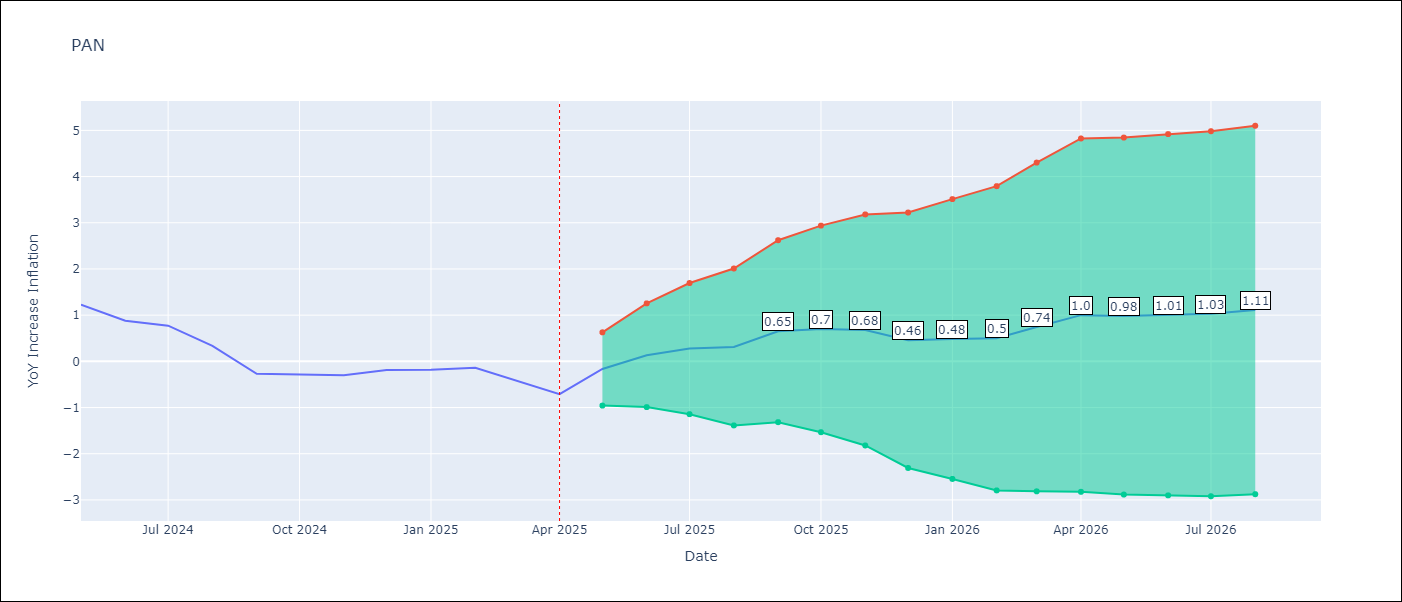 PAN
YoY Increase Inflation
5
4
3
2
1
0
−1
−2
−3
0.65
0.7
0.68
0.46
0.48
0.5
0.74
1.0
0.98
1.01
1.03
1.11
Jul 2024
Oct 2024
Jan 2025
Apr 2025
Jul 2025
Oct 2025
Jan 2026
Apr 2026
Jul 2026
Date